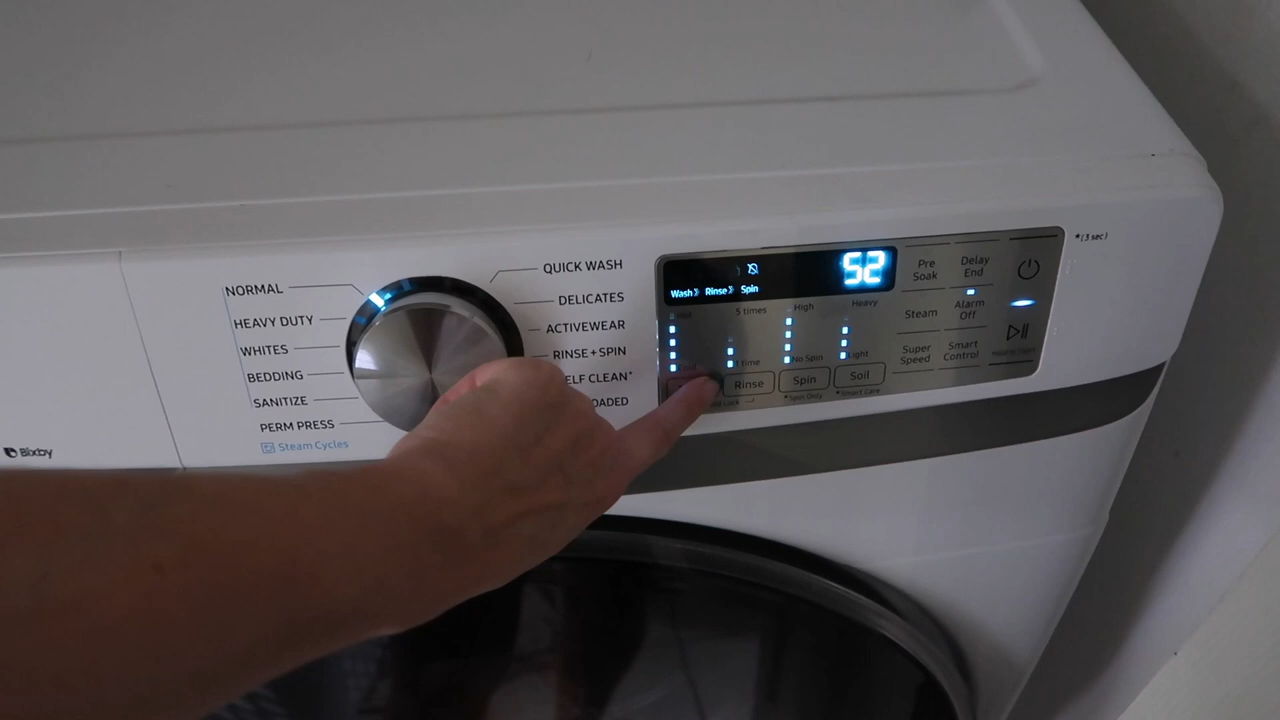 Bixby
NORMAL
HEAVY DUTY
WHITES
BEDDING
SANITIZE
PERM PRESS
Steam Cycles
QUICK WASH
DELICATES
ACTIVEWEAR
RINSE+SPIN
ELF CLEAN*
OADED
52
Wash Rinse Spin
5 times High Heavy
time No Spin Light
Rinse Spin Soil
Lock *Spin Only *Smart Care
Pre Soak
Delay End
Steam
Alarm Off
Super Speed
Smart Control
*(3 sec)